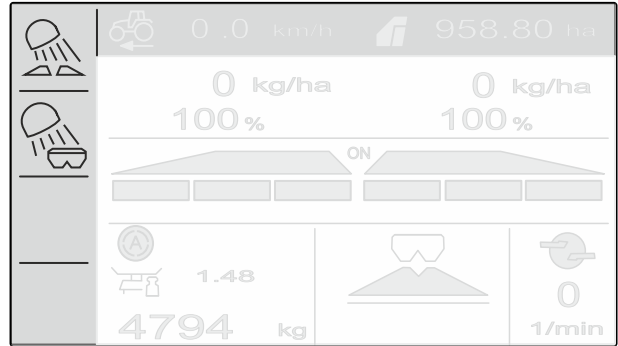 0.0 km/h 958.80 ha
0 kg/ha 0 kg/ha
100 % 100 %
ON
A
1.48
0
4794 kg 1/min